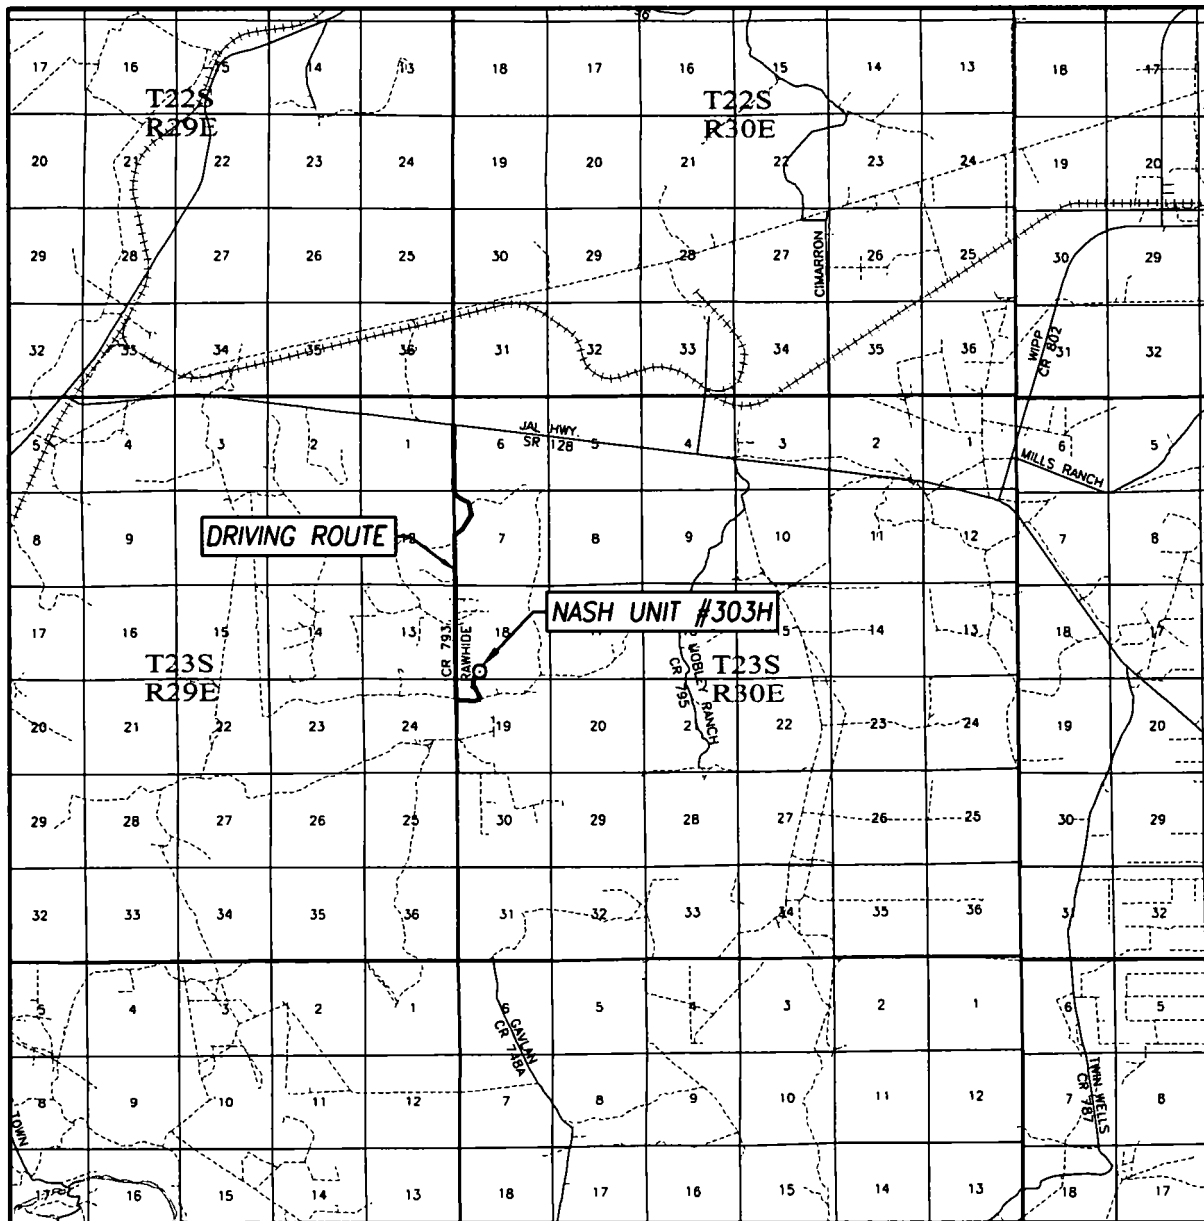 36
17 16 15 14 13 18 17 16 15 14 13 18 17
T22S
R29E
T22S
R30E
20 21 22 23 24 19 20 21 22 23 24 19 20
29 28 27 26 25 30 29 28 27 26 25 30 29
CIMARRON
32 33 34 35 36 31 32 33 34 35 36 31 32
WIPP
CR 802
5 4 3 2 1 6 5 4 3 2 1 6 5
JAL HWY
SR 128
MILLS RANCH
8 9 12 7 8 9 10 11 12 7 8
DRIVING ROUTE
NASH UNIT #303H
17 16 15 14 13 18 15 14 13 18 17
CR 793
RAWHIDE
T23S
R29E
MOBLEY RANCH
CR 795
T23S
R30E
20 21 22 23 24 19 20 22 23 24 19 20
29 28 27 26 25 30 29 28 27 26 25 30 29
32 33 34 35 36 31 32 33 34 35 36 31 32
5 4 3 2 1 6 5 4 3 2 1 6 5
GAVLAN
CR 748A
8 9 10 11 12 7 8 9 10 11 12 7 8
TWIN WELLS
CR 787
TOWN
17 16 15 14 13 18 17 16 15 14 13 18 17